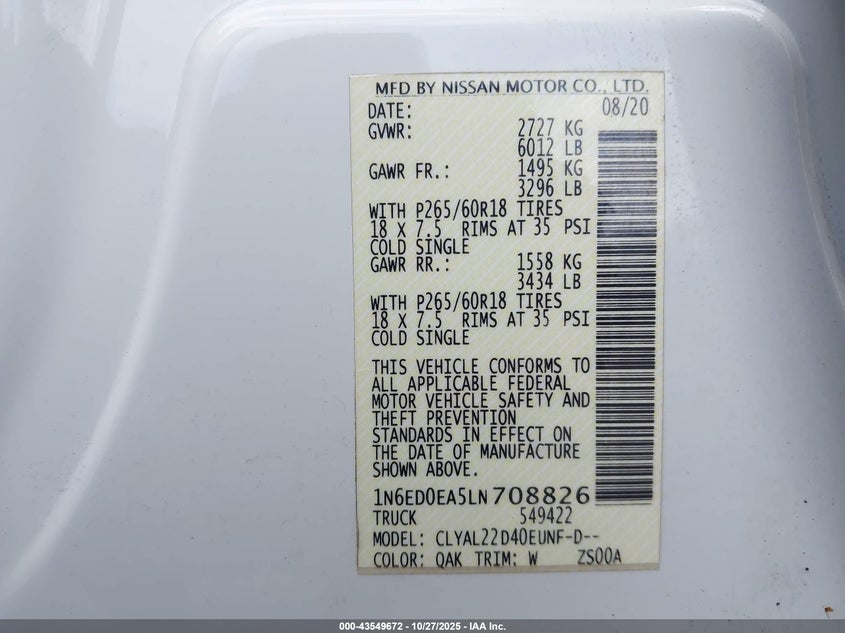 MFD BY NISSAN MOTOR CO., LTD.
DATE: 08/20
GVWR: 2727 KG
6012 LB
GAWR FR.: 1495 KG
3296 LB
WITH P265/60R18 TIRES
18 X 7.5 RIMS AT 35 PSI
COLD SINGLE
GAWR RR.: 1558 KG
3434 LB
WITH P265/60R18 TIRES
18 X 7.5 RIMS AT 35 PSI
COLD SINGLE
THIS VEHICLE CONFORMS TO
ALL APPLICABLE FEDERAL
MOTOR VEHICLE SAFETY AND
THEFT PREVENTION
STANDARDS IN EFFECT ON
THE DATE OF MANUFACTURE
SHOWN ABOVE.
1N6ED0EA5LN708826
TRUCK 549422
MODEL: CLYAL22D40EUNF-D--
COLOR: QAK TRIM: W ZS00A
000-43549672 - 10/27/2025 - IAA Inc.